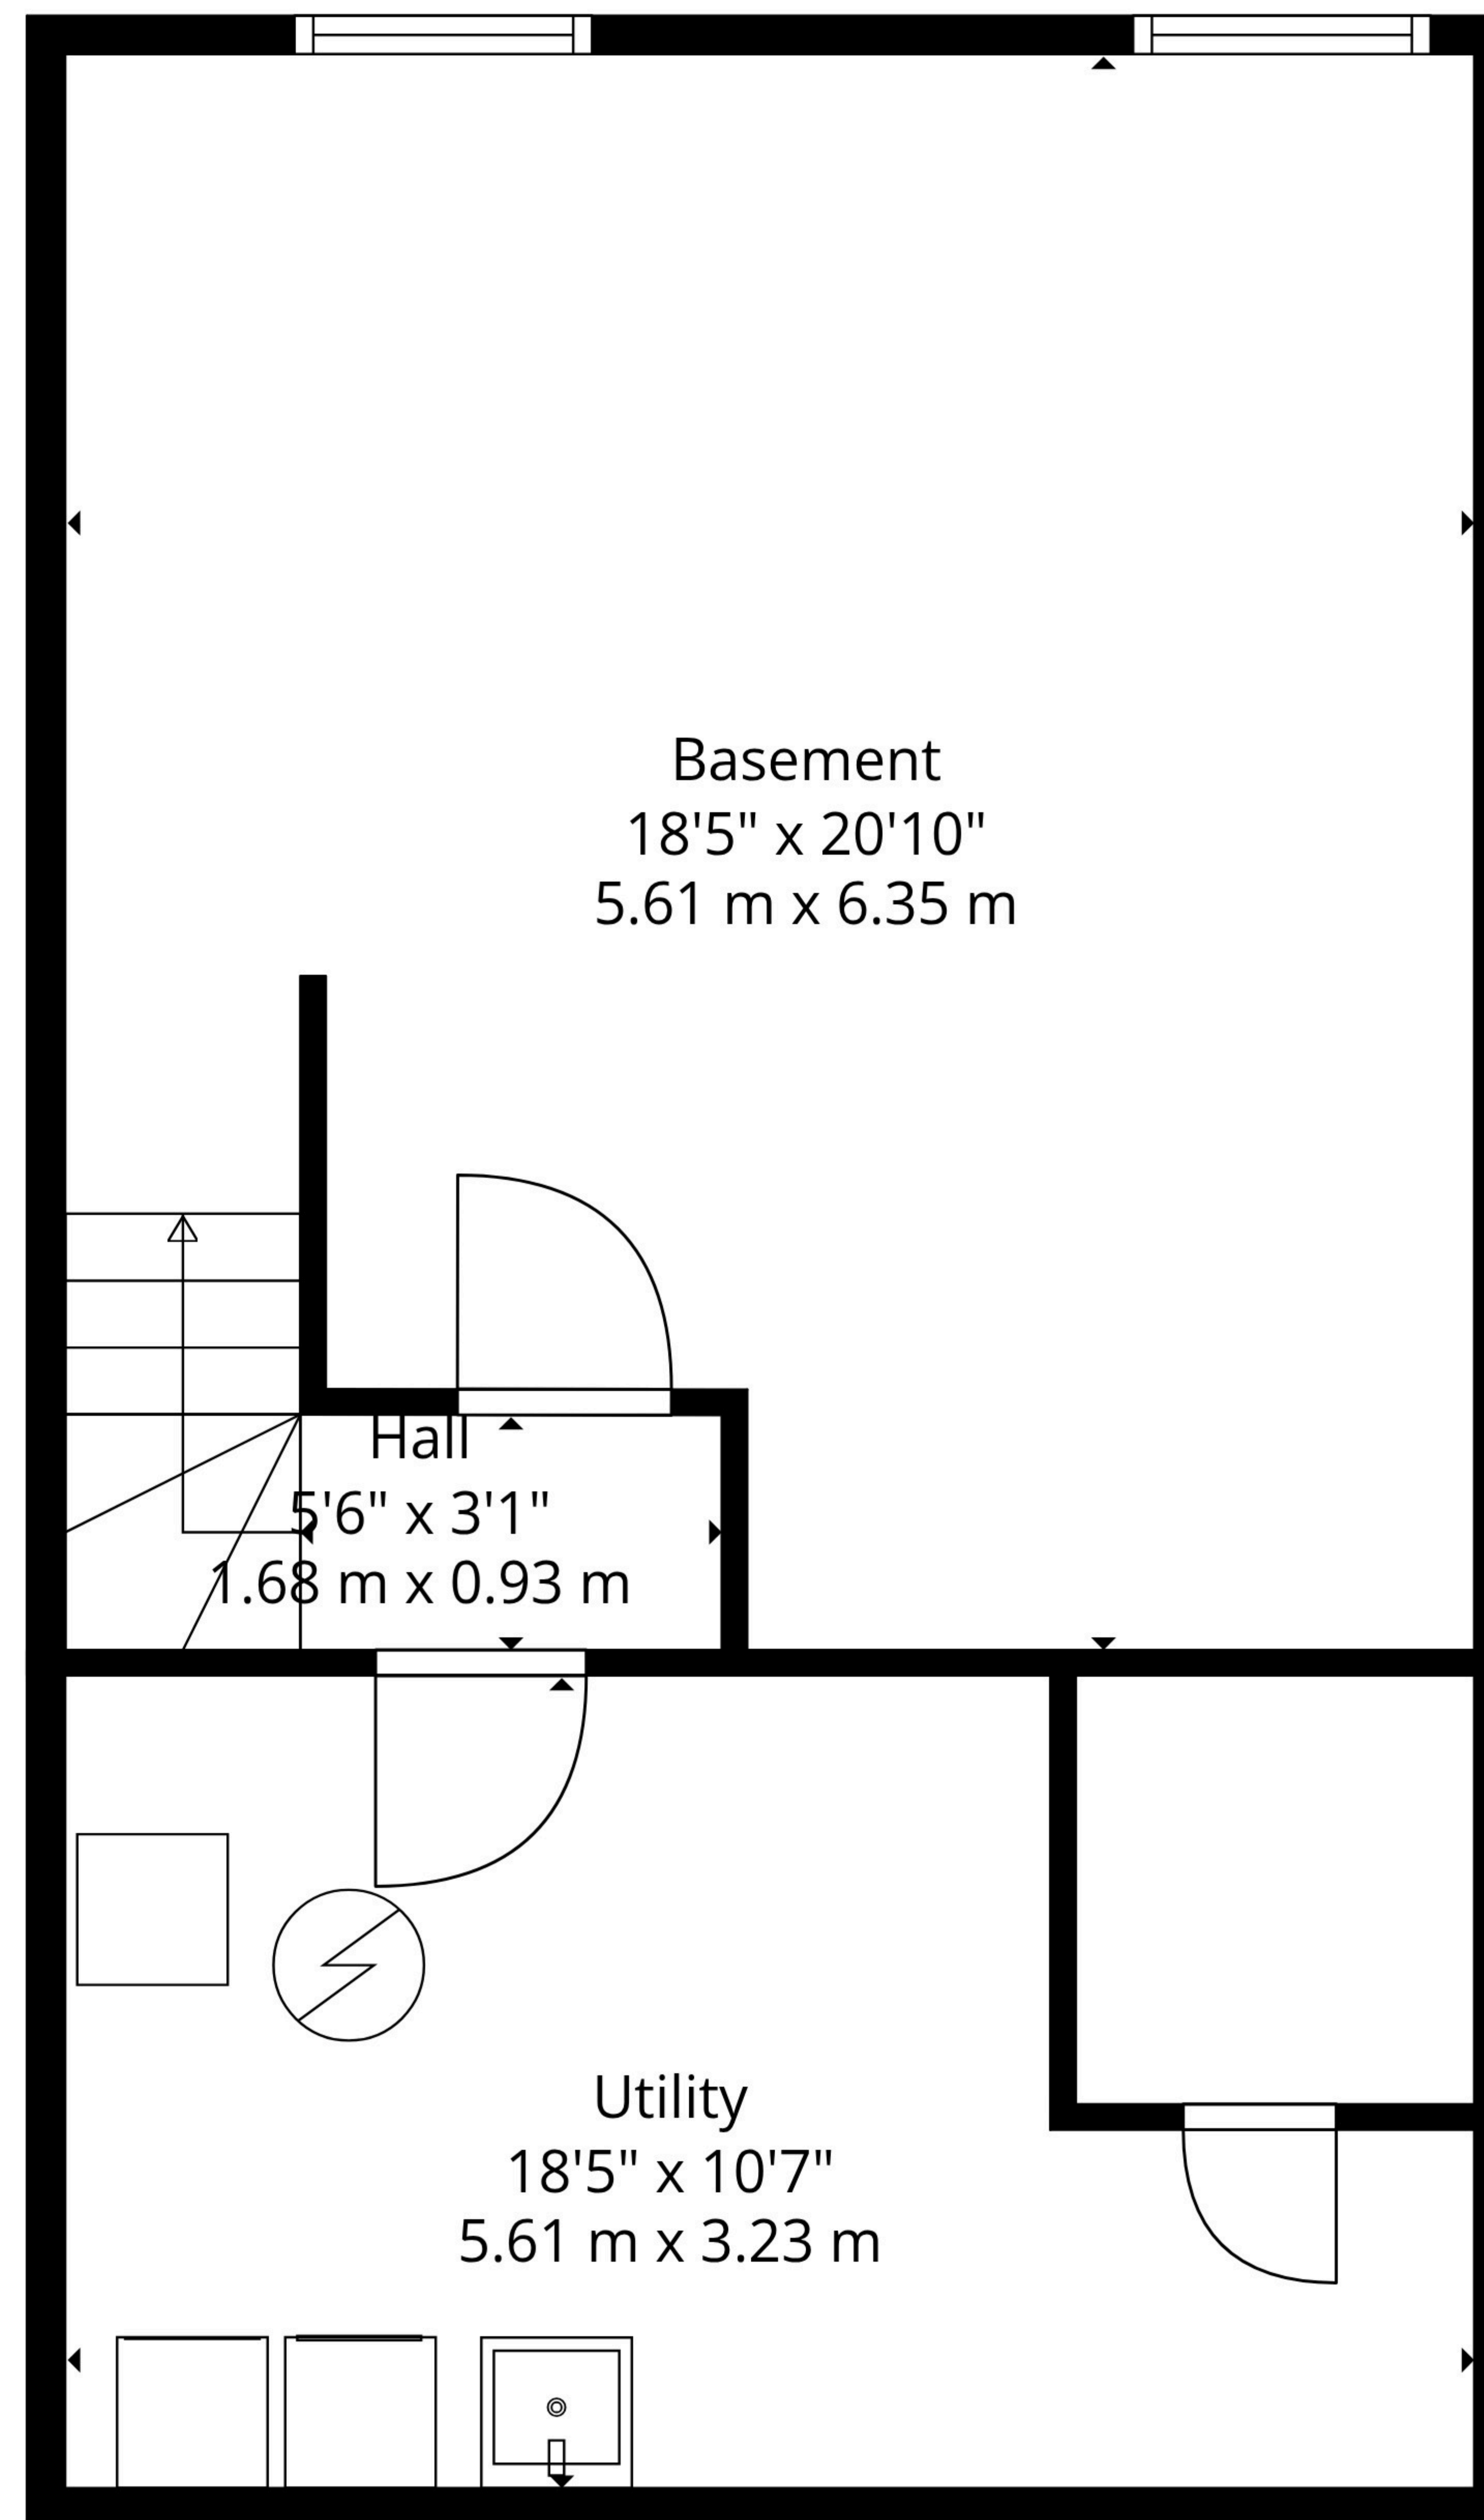 Basement
18'5" x 20'10"
5.61 m x 6.35 m
Hall
5'6" x 3'1"
1.68 m x 0.93 m
Utility
18'5" x 10'7"
5.61 m x 3.23 m